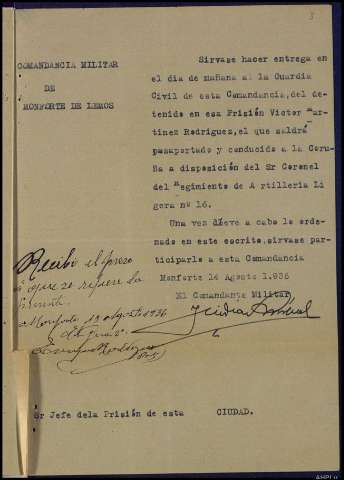 3
COMANDANCIA MILITAR
DE
MONFORTE DE LEMOS
Sirvase hacer entrega en
el dia de mañana al la Guardia
Civil de esta Comandancia, del de-
tenido en esa Prisión Victor Mar-
tinez Rodriguez, el que saldrá
pasaportado y conducido a la Coru-
ña a disposición del Sr Coronel
del Regimiento de Artilleria Li
gera nº 16.
Una vez lleve a cabo lo orde-
nado en este escrito, sirvase par-
ticiparlo a esta Comandancia
Monforte 14 Agosto 1.936
El Comandante Militar
Recibi el preso
a que se refiere la
presente
Monforte Agosto 1936
Sr Jefe dela Prisión de esta CIUDAD.